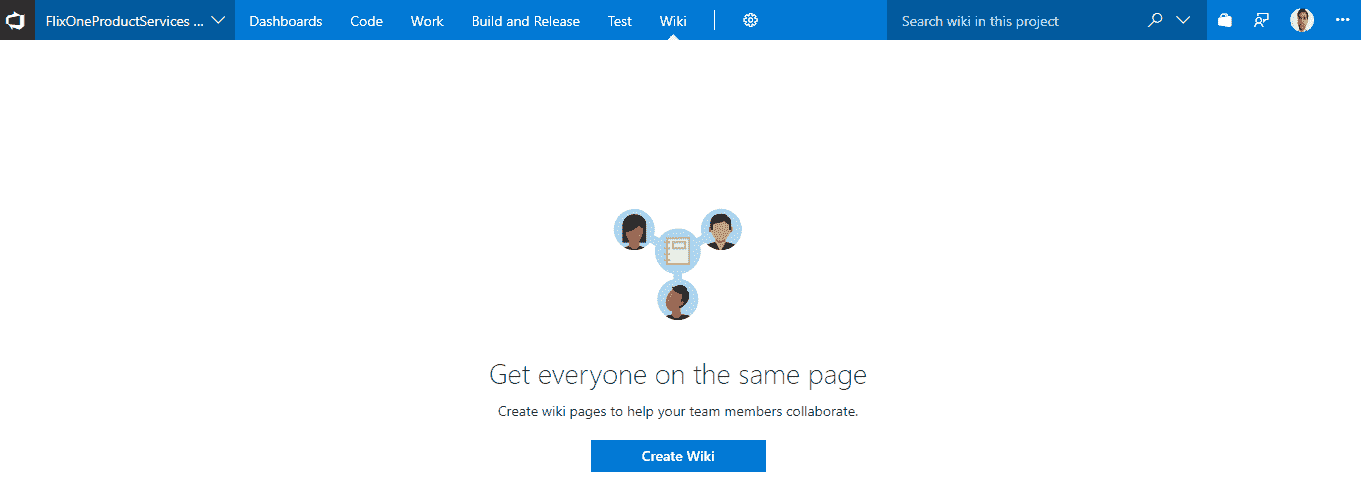 FlixOneProductServices ... Dashboards Code Work Build and Release Test Wiki Search wiki in this project
Get everyone on the same page
Create wiki pages to help your team members collaborate.
Create Wiki